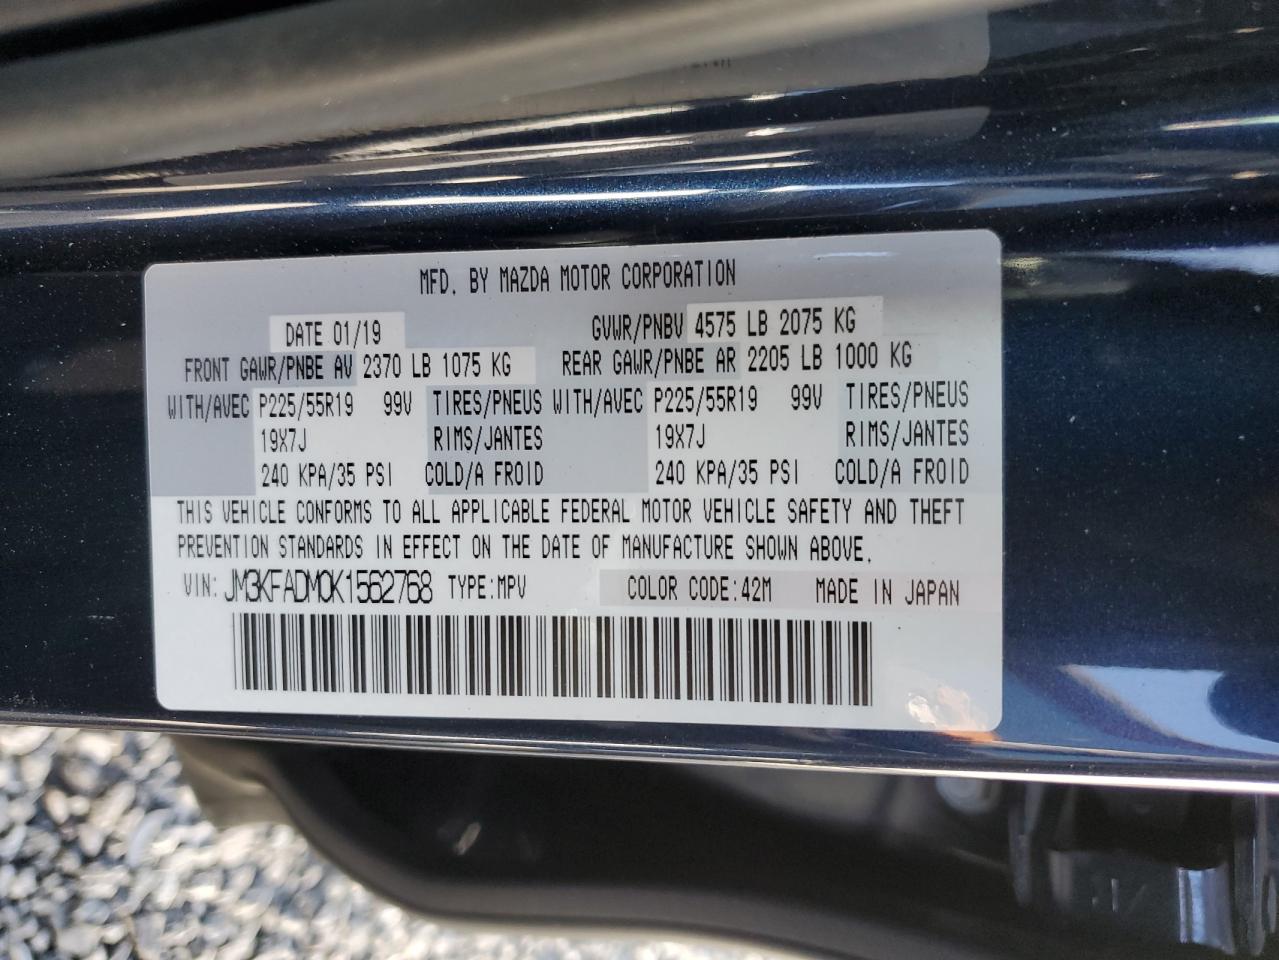 MFD. BY MAZDA MOTOR CORPORATION
DATE 01/19 GVWR/PNBV 4575 LB 2075 KG
FRONT GAWR/PNBE AV 2370 LB 1075 KG REAR GAWR/PNBE AR 2205 LB 1000 KG
WITH/AVEC P225/55R19 99V TIRES/PNEUS WITH/AVEC P225/55R19 99V TIRES/PNEUS
19X7J RIMS/JANTES 19X7J RIMS/JANTES
240 KPA/35 PSI COLD/A FROID 240 KPA/35 PSI COLD/A FROID
THIS VEHICLE CONFORMS TO ALL APPLICABLE FEDERAL MOTOR VEHICLE SAFETY AND THEFT
PREVENTION STANDARDS IN EFFECT ON THE DATE OF MANUFACTURE SHOWN ABOVE.
VIN: JM3KFADM0K1562768 TYPE:MPV COLOR CODE:42M MADE IN JAPAN